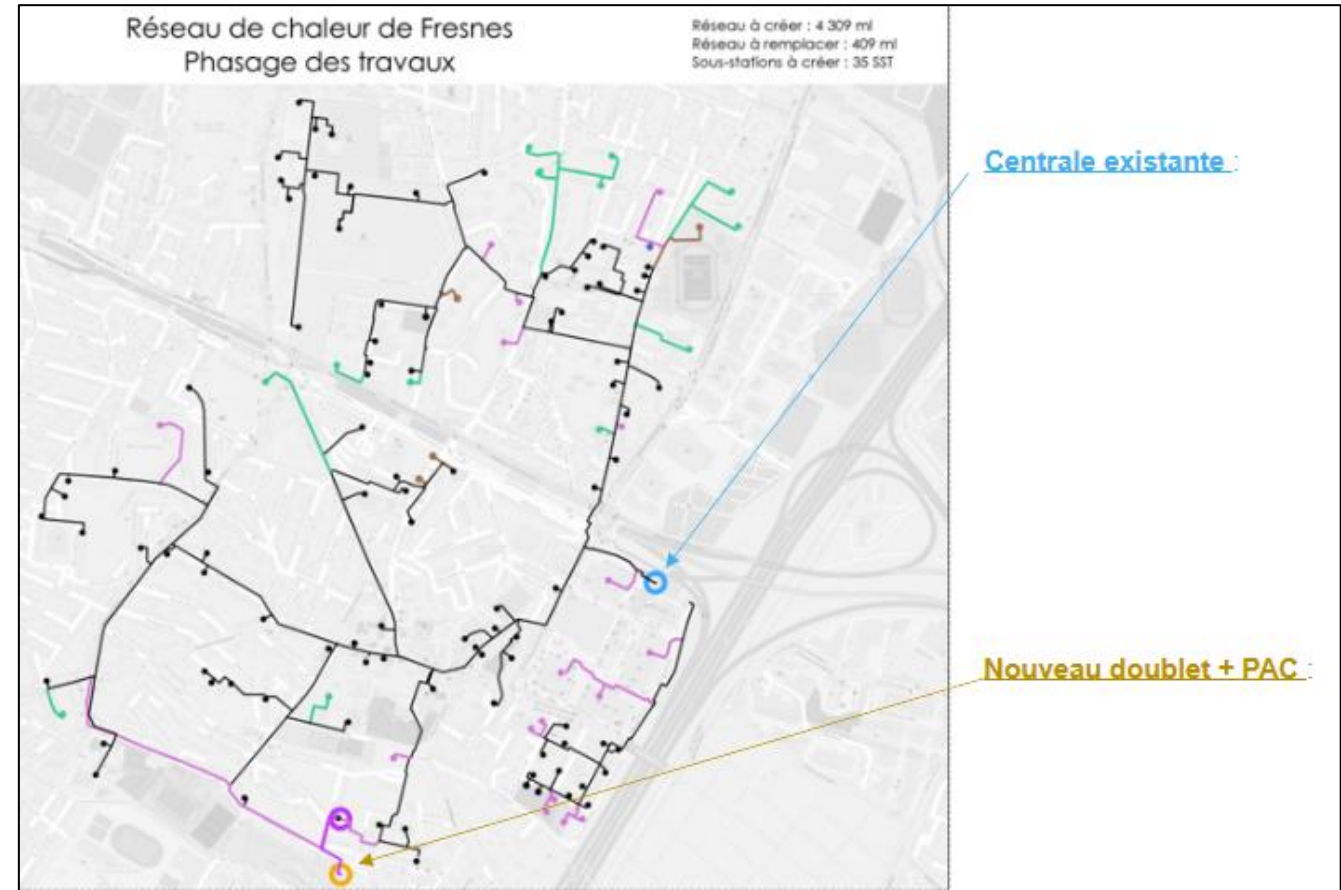 Réseau de chaleur de Fresnes
Phasage des travaux
Réseau à créer : 4 309 ml
Réseau à remplacer : 409 ml
Sous-stations à créer : 35 SST
Centrale existante :
Nouveau doublet + PAC :